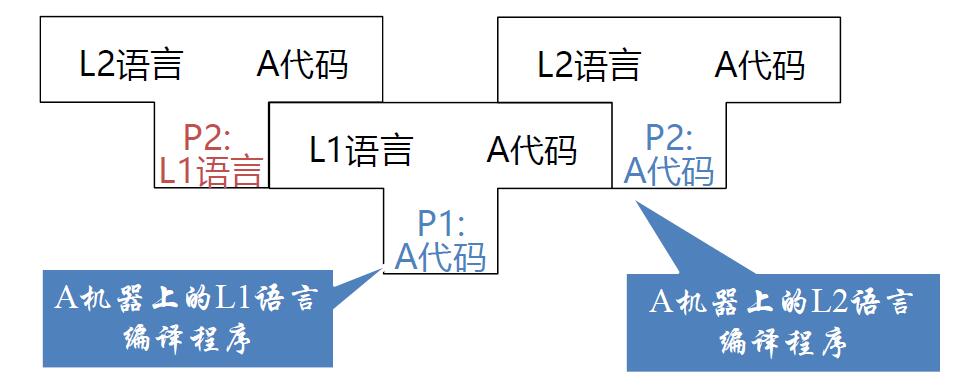 L2语言 A代码
L2语言 A代码
P2:
L1语言
L1语言 A代码
P2:
A代码
P1:
A代码
A机器上的L1语言
编译程序
A机器上的L2语言
编译程序